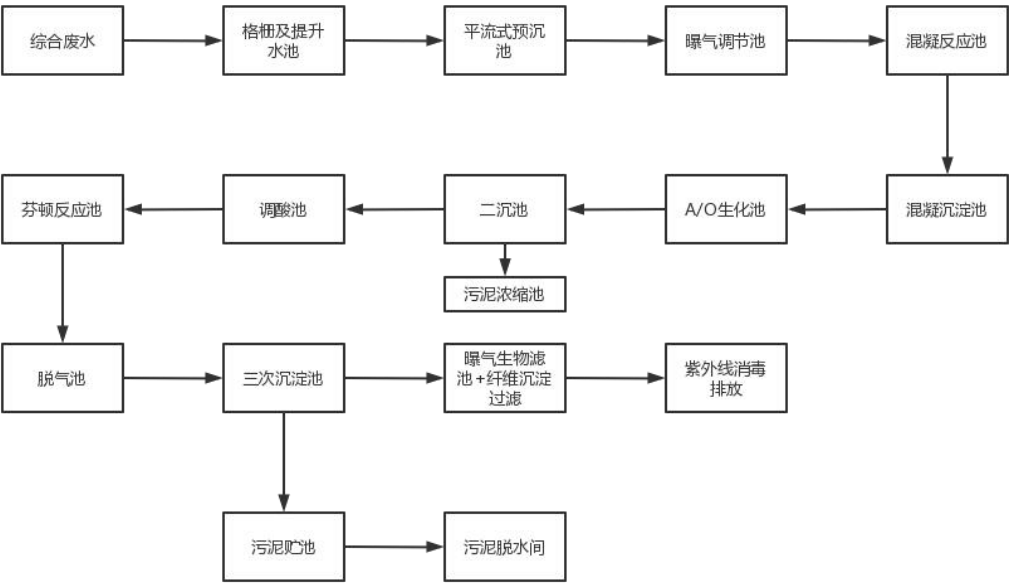 综合废水
格栅及提升
水池
平流式预沉
池
曝气调节池
混凝反应池
芬顿反应池
调酸池
二沉池
A/O生化池
混凝沉淀池
污泥浓缩池
脱气池
三次沉淀池
曝气生物滤
池+纤维沉淀
过滤
紫外线消毒
排放
污泥贮池
污泥脱水间